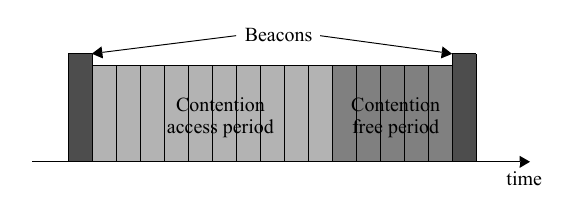 Beacons
Contention
access period
Contention
free period
time